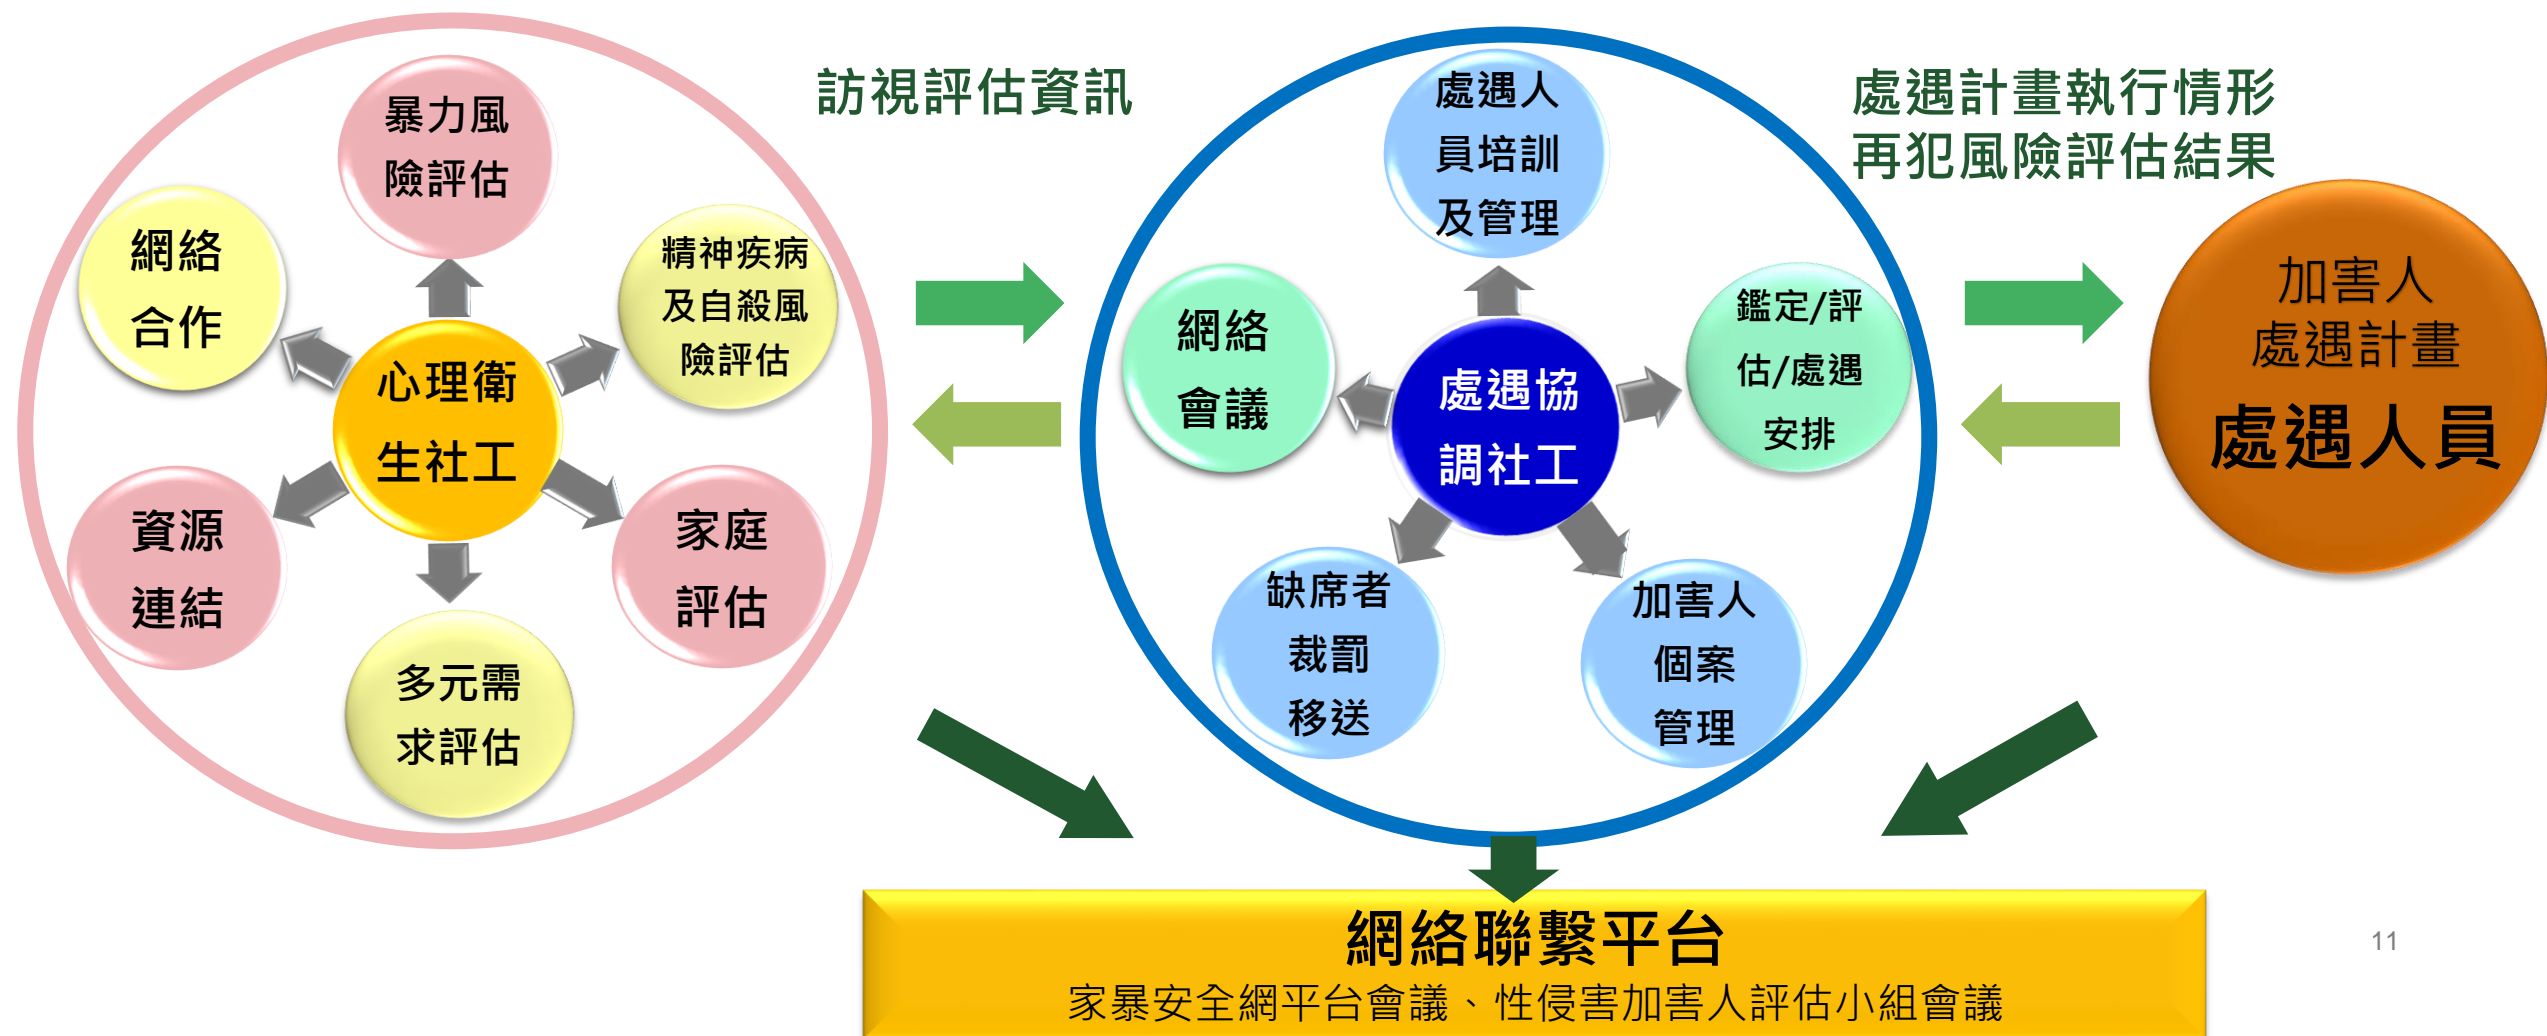 訪視評估資訊
處遇計畫執行情形
再犯風險評估結果
暴力風
險評估
精神疾病
及自殺風
險評估
家庭
評估
多元需
求評估
資源
連結
網絡
合作
心理衛
生社工
處遇人
員培訓
及管理
鑑定/評
估/處遇
安排
加害人
個案
管理
缺席者
裁罰
移送
網絡
會議
處遇協
調社工
加害人
處遇計畫
處遇人員
網絡聯繫平台
家暴安全網平台會議、性侵害加害人評估小組會議
11